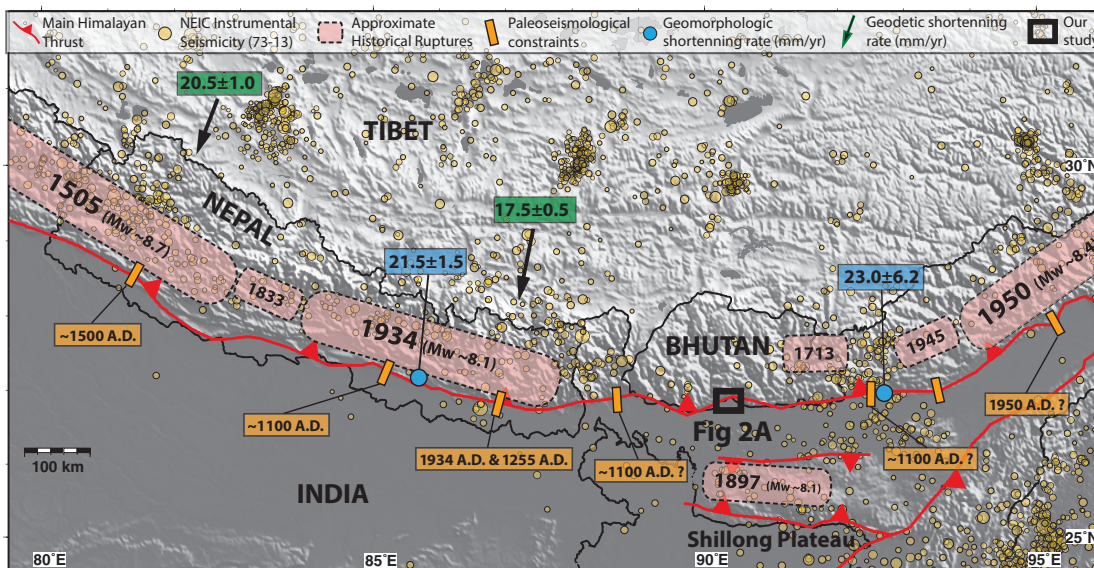 Main Himalayan Thrust
NEIC Instrumental Seismicity (73-13)
Approximate Historical Ruptures
Paleoseismological constraints
Geomorphologic shortenning rate (mm/yr)
Geodetic shortenning rate (mm/yr)
Our study
20.5±1.0
TIBET
30˚N
1505 (Mw ~8.7)
NEPAL
17.5±0.5
21.5±1.5
23.0±6.2
1950 (Mw ~8.4
1833
1934 (Mw ~8.1)
BHUTAN
1713
1945
~1500 A.D.
~1100 A.D.
Fig 2A
1950 A.D. ?
1934 A.D. & 1255 A.D.
~1100 A.D. ?
~1100 A.D. ?
100 km
INDIA
1897 (Mw ~8.1)
Shillong Plateau
25˚N
80˚E
85˚E
90˚E
95˚E